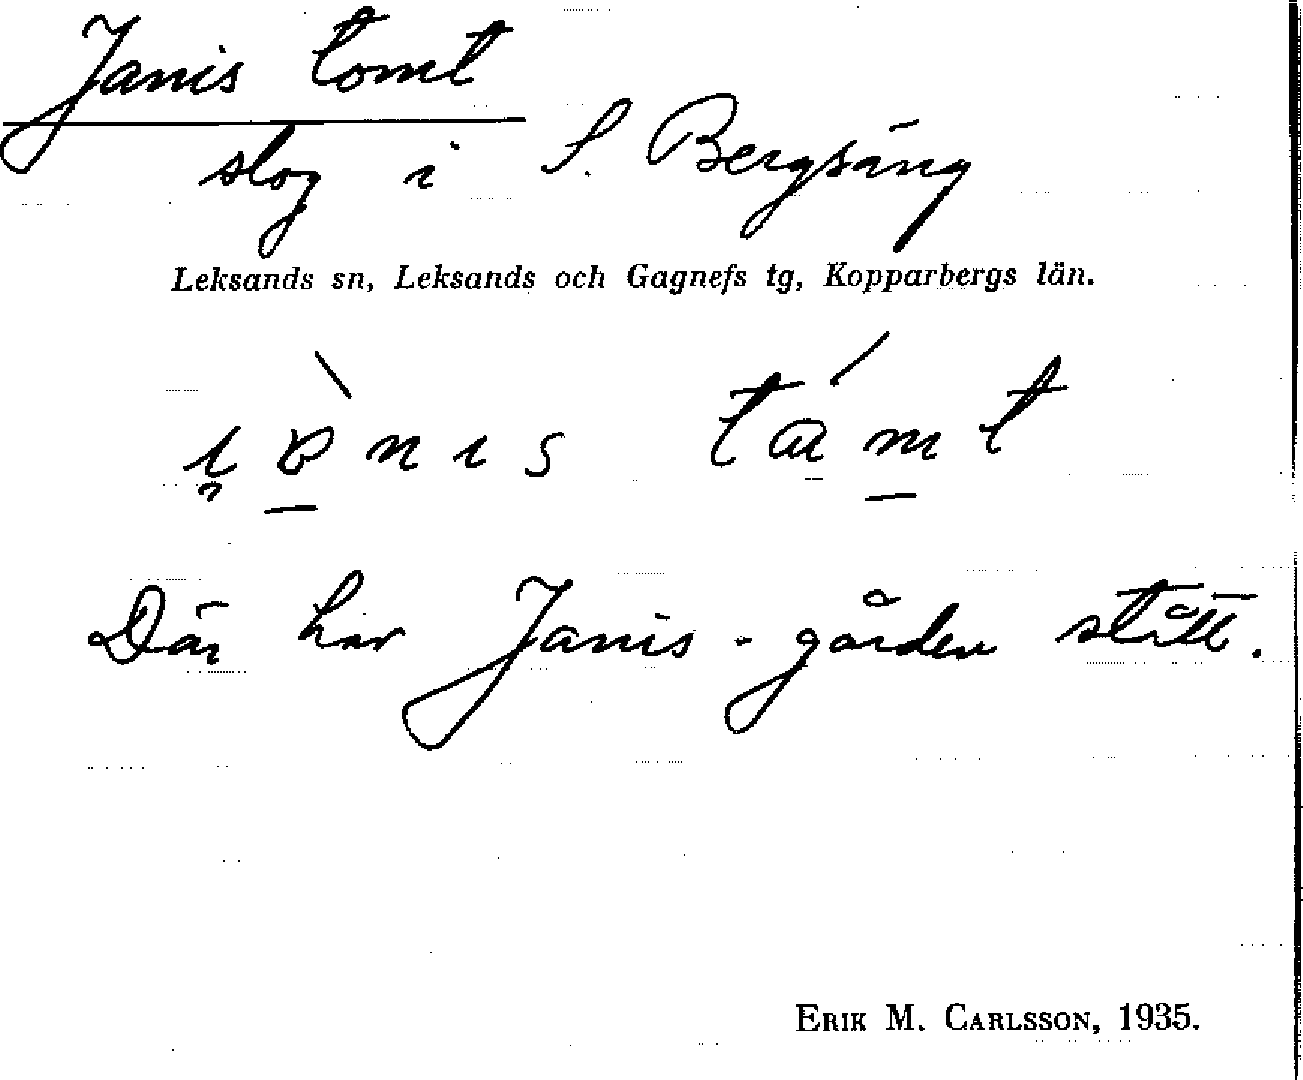 Janis tomt
slog i S. Bergsäng
Leksands sn, Leksands och Gagnefs tg, Kopparbergs län.
Där har Janis-gården stått.
ERIK M. CARLSSON, 1935.